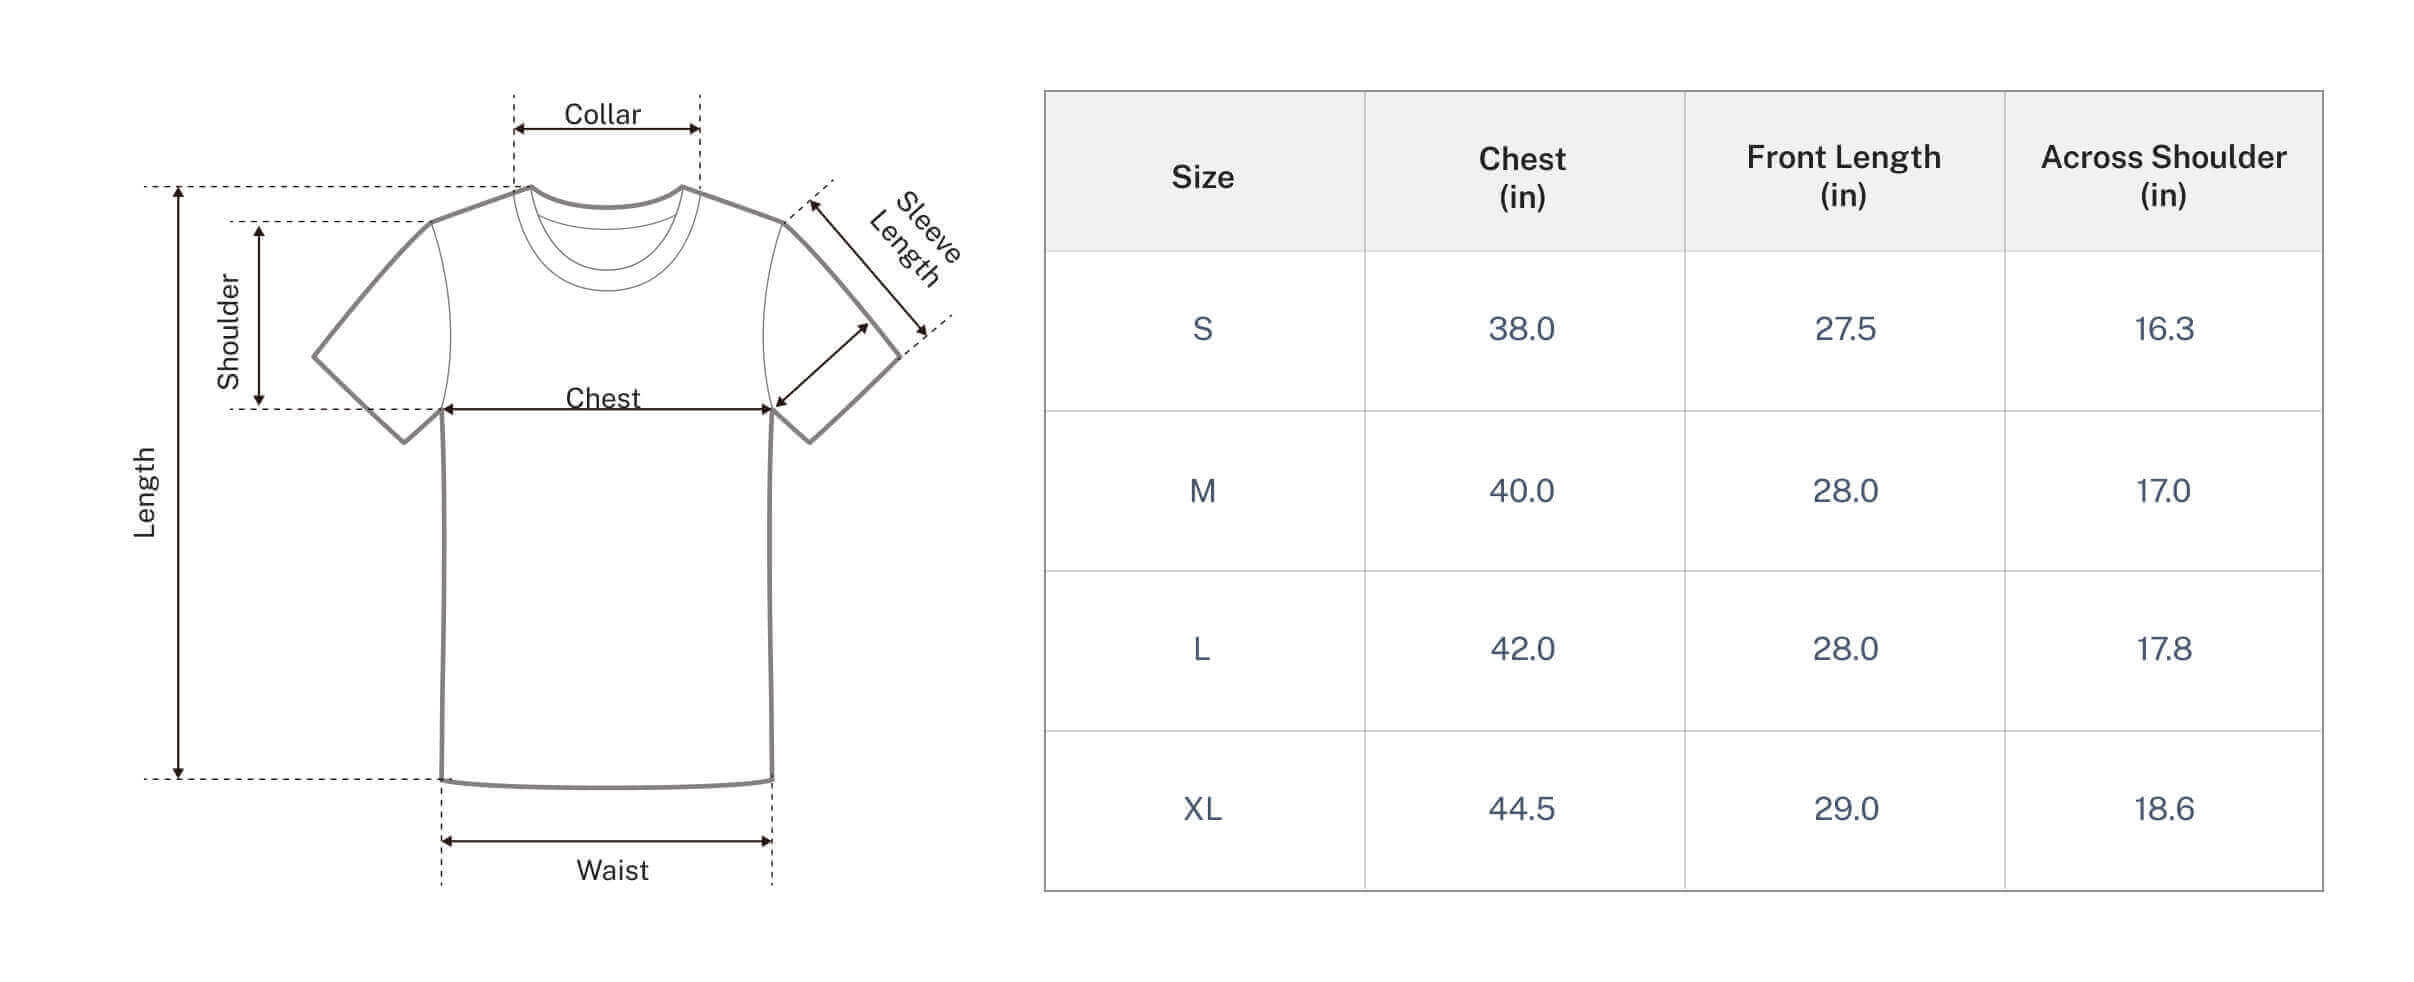 Collar
Sleeve
Length
Shoulder
Chest
Length
Waist
Size
Chest
(in)
Front Length
(in)
Across Shoulder
(in)
S 38.0 27.5 16.3
M 40.0 28.0 17.0
L 42.0 28.0 17.8
XL 44.5 29.0 18.6